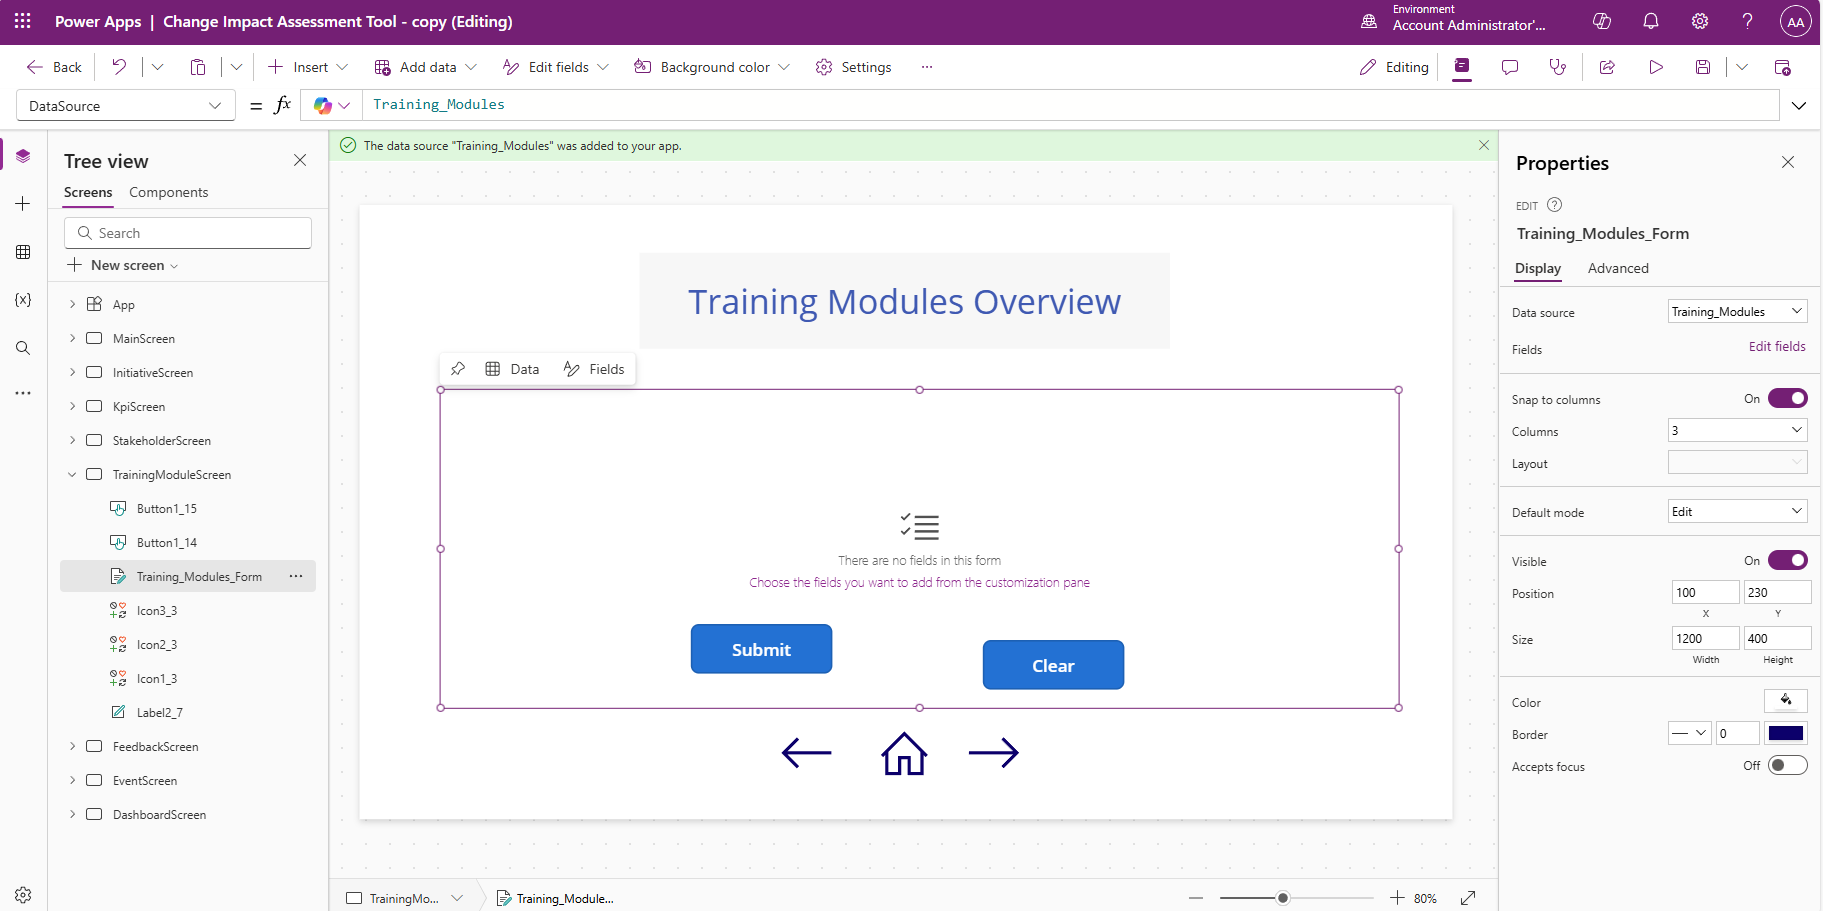 Power Apps | Change Impact Assessment Tool - copy (Editing)
Environment
Account Administrator'...
AA
Back
Insert
Add data
Edit fields
Background color
Settings
Editing
DataSource
= fx
Training_Modules
Tree view
Screens
Components
Search
New screen
App
MainScreen
InitiativeScreen
KpiScreen
StakeholderScreen
TrainingModuleScreen
Button1_15
Button1_14
Training_Modules_Form
Icon3_3
Icon2_3
Icon1_3
Label2_7
FeedbackScreen
EventScreen
DashboardScreen
The data source "Training_Modules" was added to your app.
Training Modules Overview
Data
Fields
There are no fields in this form
Choose the fields you want to add from the customization pane
Submit
Clear
TrainingMo...
Training_Module...
80%
Properties
EDIT
Training_Modules_Form
Display
Advanced
Data source
Training_Modules
Fields
Edit fields
Snap to columns
On
Columns
3
Layout
Default mode
Edit
Visible
On
Position
100
230
X
Y
Size
1200
400
Width
Height
Color
Border
0
Accepts focus
Off